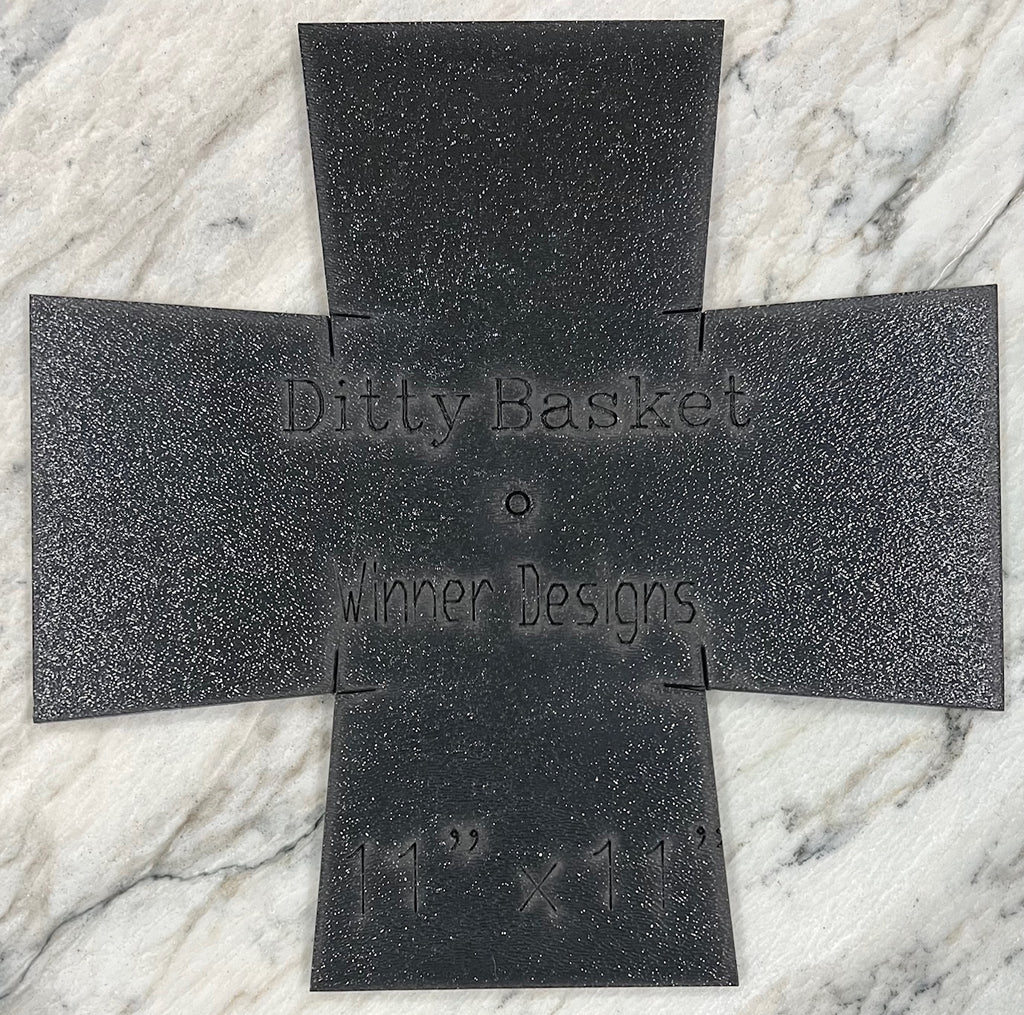 Ditty Basket
Winner Designs
11” x 11”